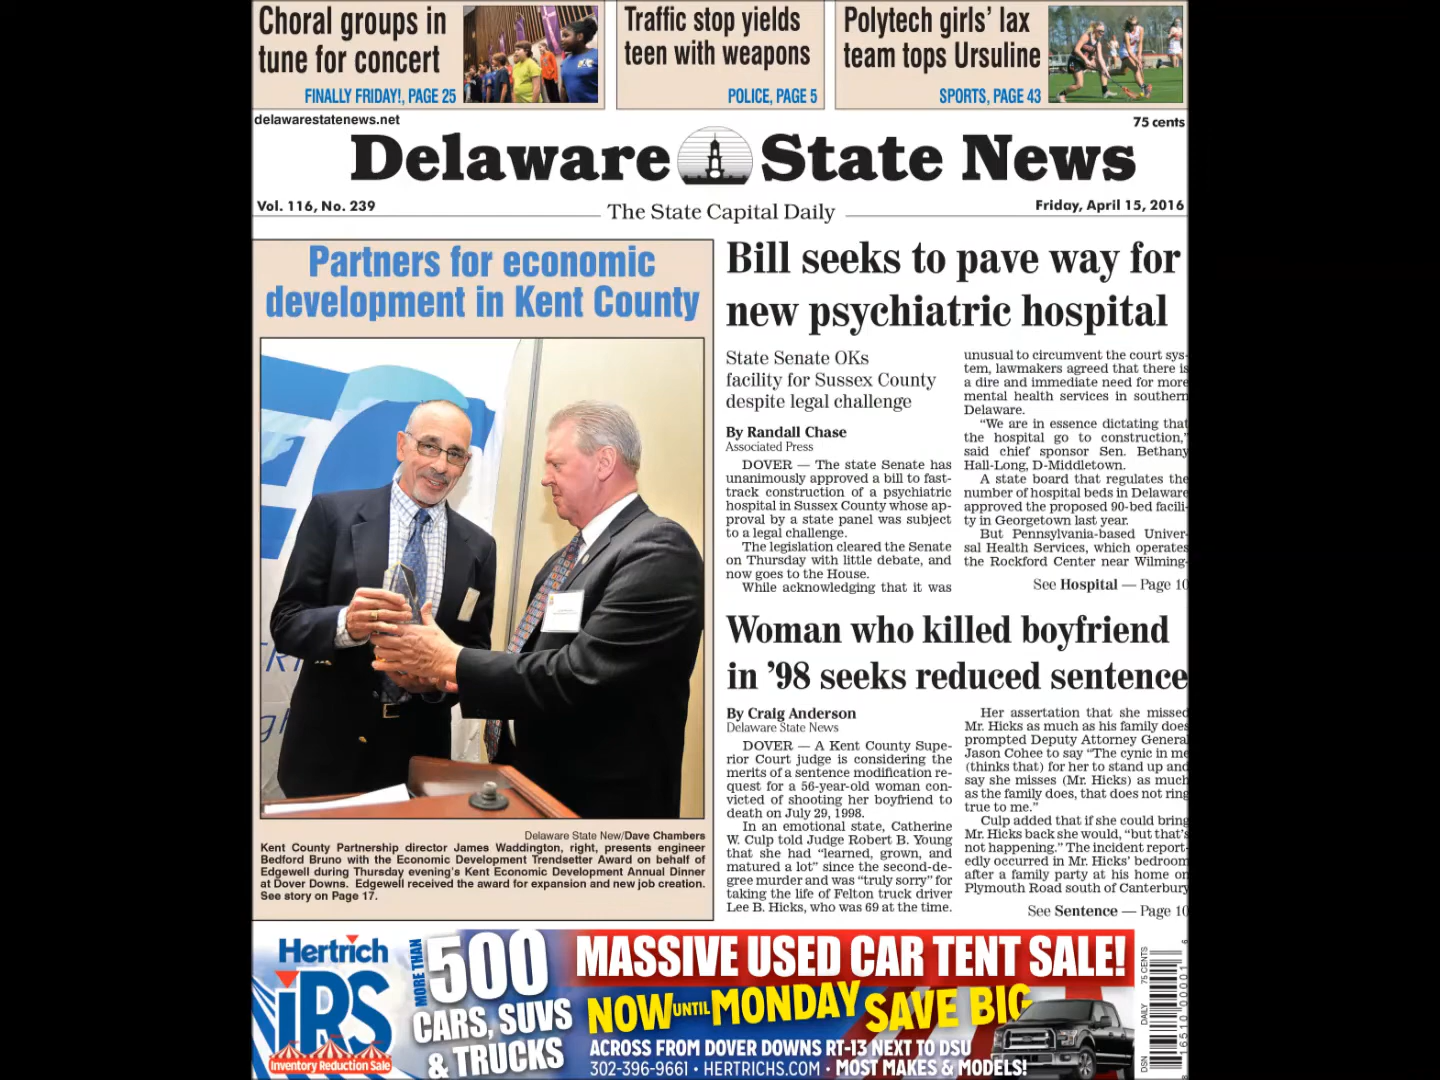 Choral groups in
tune for concert
FINALLY FRIDAY!, PAGE 25
Traffic stop yields
teen with weapons
POLICE, PAGE 5
Polytech girls' lax
team tops Ursuline
SPORTS, PAGE 43
delawarestatenews.net
75 cents
Delaware State News
Vol. 116, No. 239
The State Capital Daily
Friday, April 15, 2016
Partners for economic
development in Kent County
Delaware State New/Dave Chambers
Kent County Partnership director James Waddington, right, presents engineer
Bedford Bruno with the Economic Development Trendsetter Award on behalf of
Edgewell during Thursday evening's Kent Economic Development Annual Dinner
at Dover Downs. Edgewell received the award for expansion and new job creation.
See story on Page 17.
Bill seeks to pave way for
new psychiatric hospital
State Senate OKs
facility for Sussex County
despite legal challenge
By Randall Chase
Associated Press
DOVER — The state Senate has
unanimously approved a bill to fast-
track construction of a psychiatric
hospital in Sussex County whose ap-
proval by a state panel was subject
to a legal challenge.
The legislation cleared the Senate
on Thursday with little debate, and
now goes to the House.
While acknowledging that it was
unusual to circumvent the court sys-
tem, lawmakers agreed that there is
a dire and immediate need for more
mental health services in southern
Delaware.
"We are in essence dictating that
the hospital go to construction,"
said chief sponsor Sen. Bethany
Hall-Long, D-Middletown.
A state board that regulates the
number of hospital beds in Delaware
approved the proposed 90-bed facili-
ty in Georgetown last year.
But Pennsylvania-based Univer-
sal Health Services, which operates
the Rockford Center near Wilming-
See Hospital — Page 10
Woman who killed boyfriend
in '98 seeks reduced sentence
By Craig Anderson
Delaware State News
DOVER — A Kent County Supe-
rior Court judge is considering the
merits of a sentence modification re-
quest for a 56-year-old woman con-
victed of shooting her boyfriend to
death on July 29, 1998.
In an emotional state, Catherine
W. Culp told Judge Robert B. Young
that she had "learned, grown, and
matured a lot" since the second-de-
gree murder and was "truly sorry" for
taking the life of Felton truck driver
Lee B. Hicks, who was 69 at the time.
Her assertation that she missed
Mr. Hicks as much as his family does
prompted Deputy Attorney General
Jason Cohee to say "The cynic in me
(thinks that) for her to stand up and
say she misses (Mr. Hicks) as much
as the family does, that does not ring
true to me."
Culp added that if she could bring
Mr. Hicks back she would, "but that's
not happening." The incident report-
edly occurred in Mr. Hicks' bedroom
after a family party at his home on
Plymouth Road south of Canterbury
See Sentence — Page 10
Hertrich
iRS
Inventory Reduction Sale
MORE THAN
500
CARS, SUVS
& TRUCKS
MASSIVE USED CAR TENT SALE!
NOW UNTIL MONDAY SAVE BIG
ACROSS FROM DOVER DOWNS RT-13 NEXT TO DSU
302-396-9661 • HERTRICHS.COM • MOST MAKES & MODELS!
DSN DAILY 75 CENTS